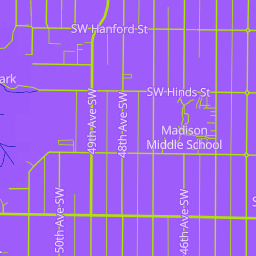 SW Hanford St
ark
SW Hinds St
49th Ave SW
48th Ave SW
Madison
Middle School
50th Ave SW
46th Ave SW
S